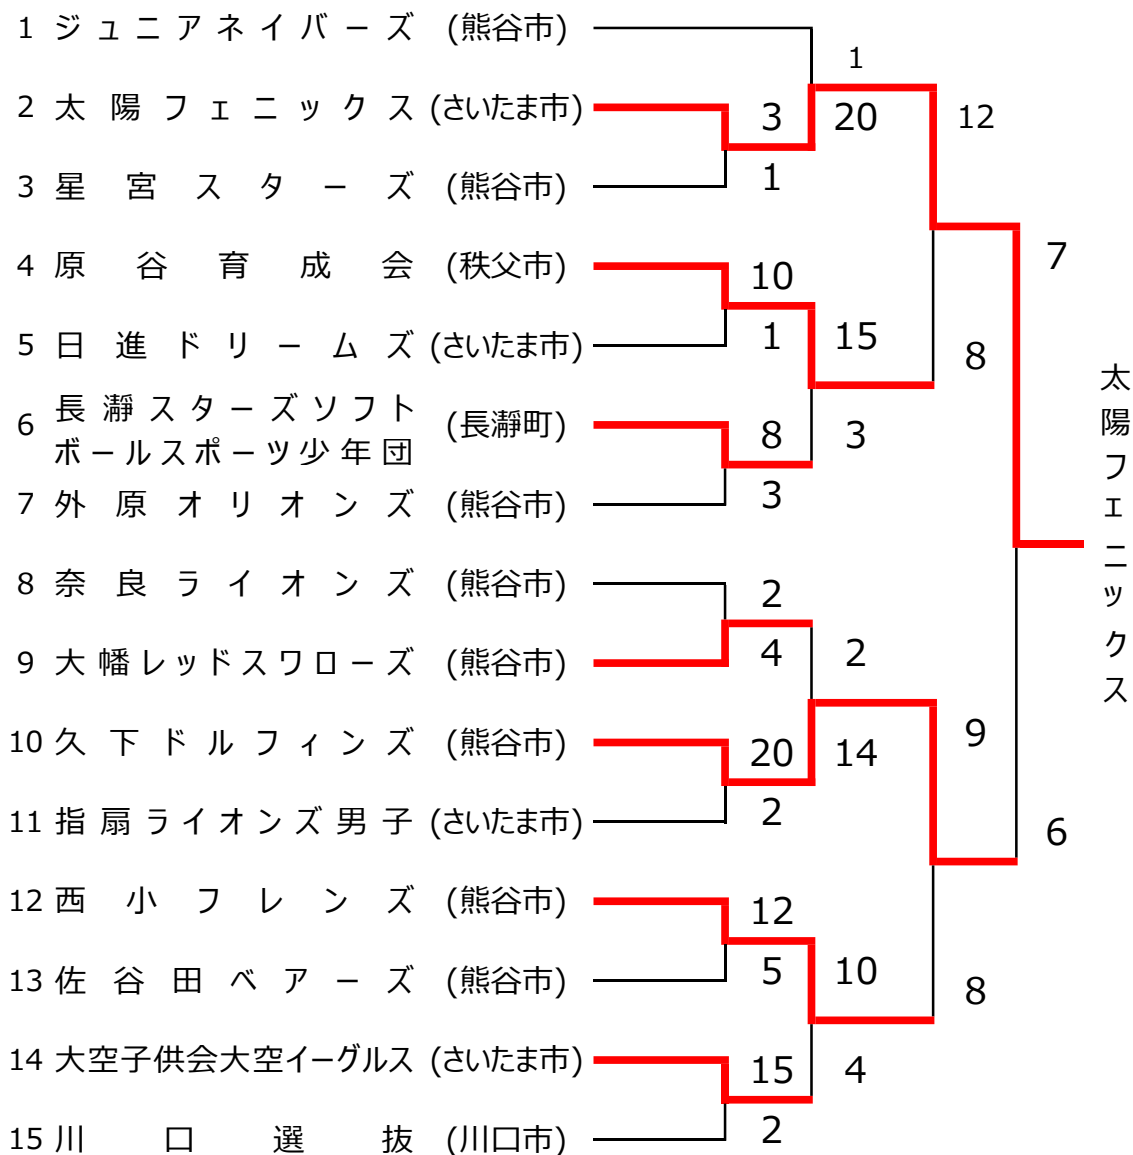 1 ジュニアネイバーズ (熊谷市)
2 太陽フェニックス (さいたま市)
3 星宮スターズ (熊谷市)
4 原谷育成会 (秩父市)
5 日進ドリームズ (さいたま市)
6 長瀞スターズソフト
ボールスポーツ少年団 (長瀞町)
7 外原オリオンズ (熊谷市)
8 奈良ライオンズ (熊谷市)
9 大幡レッドスワローズ (熊谷市)
10 久下ドルフィンズ (熊谷市)
11 指扇ライオンズ男子 (さいたま市)
12 西小フレンズ (熊谷市)
13 佐谷田ベアーズ (熊谷市)
14 大空子供会大空イーグルス (さいたま市)
15 川口選抜 (川口市)
3
1
10
1
8
3
2
4
20
2
12
5
15
2
1
20
15
3
2
14
10
4
12
8
9
8
7
6
太陽フェニックス